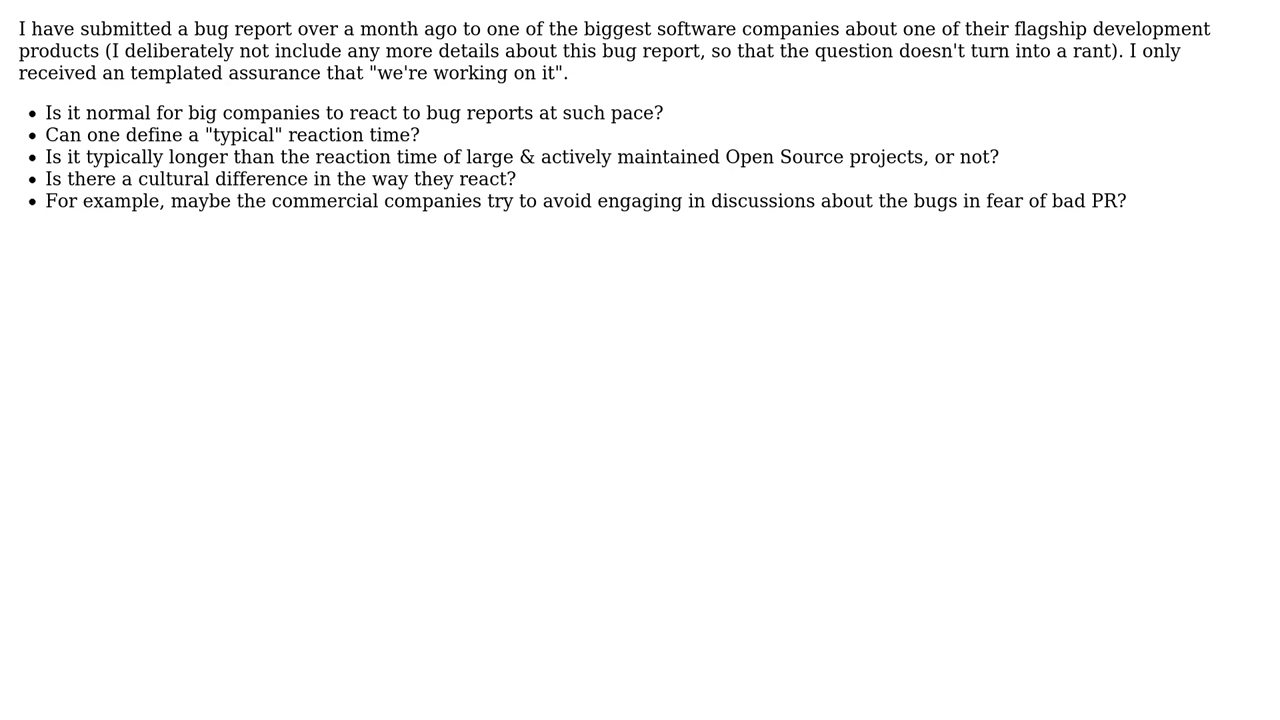 I have submitted a bug report over a month ago to one of the biggest software companies about one of their flagship development
products (I deliberately not include any more details about this bug report, so that the question doesn't turn into a rant). I only
received an templated assurance that "we're working on it".
• Is it normal for big companies to react to bug reports at such pace?
• Can one define a "typical" reaction time?
• Is it typically longer than the reaction time of large & actively maintained Open Source projects, or not?
• Is there a cultural difference in the way they react?
• For example, maybe the commercial companies try to avoid engaging in discussions about the bugs in fear of bad PR?